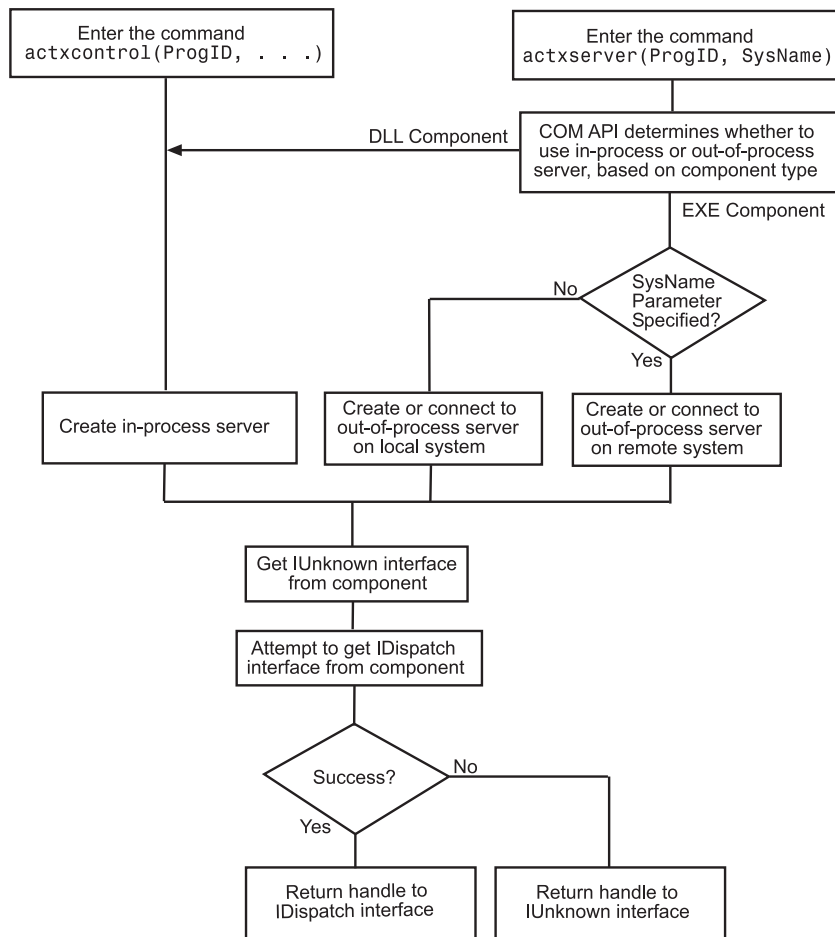 Enter the command
actxcontrol(ProgID, . . .)
Enter the command
actxserver(ProgID, SysName)
DLL Component
COM API determines whether to
use in-process or out-of-process
server, based on component type
EXE Component
No
SysName
Parameter
Specified?
Yes
Create in-process server
Create or connect to
out-of-process server
on local system
Create or connect to
out-of-process server
on remote system
Get IUnknown interface
from component
Attempt to get IDispatch
interface from component
Success?
No
Yes
Return handle to
IDispatch interface
Return handle to
IUnknown interface